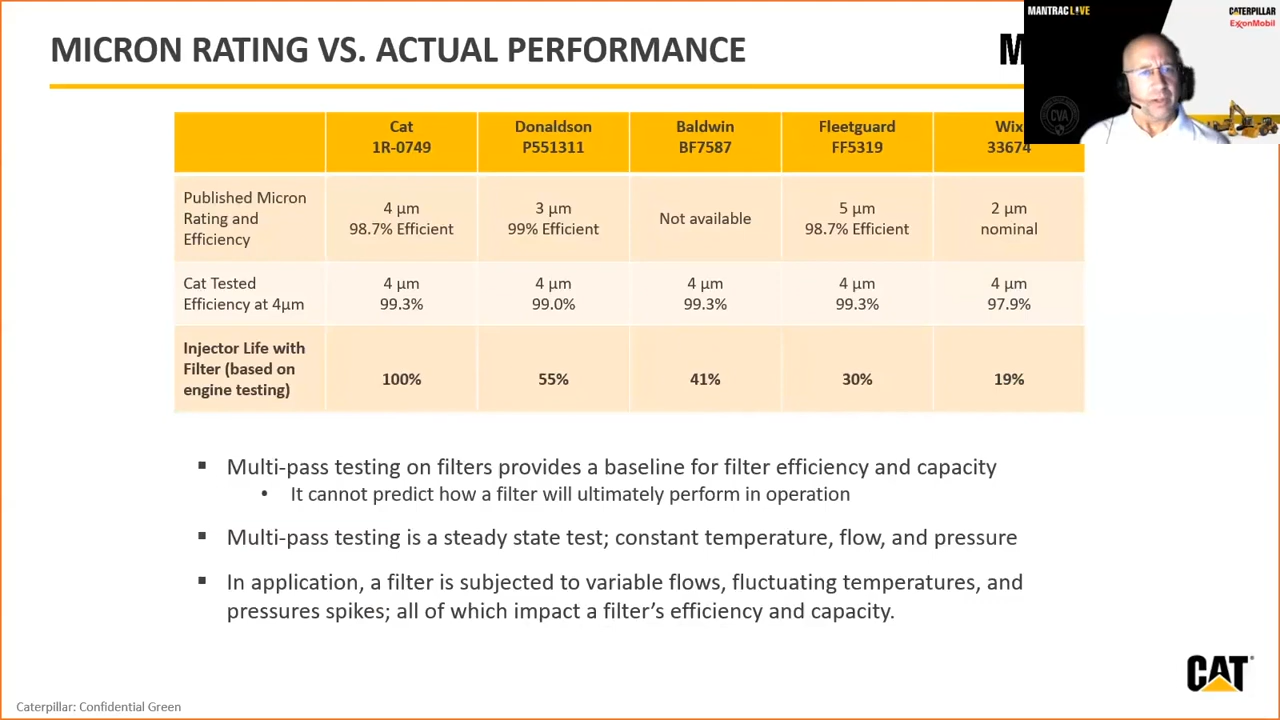 MICRON RATING VS. ACTUAL PERFORMANCE
M
MANTRAC LIVE
CATERPILLAR
ExxonMobil
CVA
Cat
1R-0749
Donaldson
P551311
Baldwin
BF7587
Fleetguard
FF5319
Wix
33674
Published Micron
Rating and
Efficiency
4 µm
98.7% Efficient
3 µm
99% Efficient
Not available
5 µm
98.7% Efficient
2 µm
nominal
Cat Tested
Efficiency at 4µm
4 µm
99.3%
4 µm
99.0%
4 µm
99.3%
4 µm
99.3%
4 µm
97.9%
Injector Life with
Filter (based on
engine testing)
100%
55%
41%
30%
19%
▪ Multi-pass testing on filters provides a baseline for filter efficiency and capacity
• It cannot predict how a filter will ultimately perform in operation
▪ Multi-pass testing is a steady state test; constant temperature, flow, and pressure
▪ In application, a filter is subjected to variable flows, fluctuating temperatures, and
pressures spikes; all of which impact a filter’s efficiency and capacity.
CAT
Caterpillar: Confidential Green